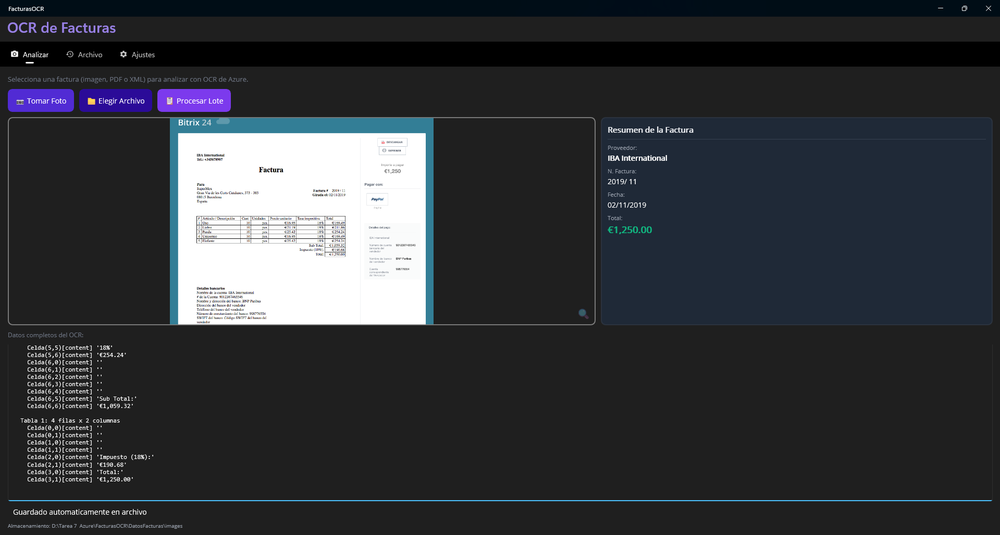 FacturasOCR
OCR de Facturas
Analizar
Archivo
Ajustes
Selecciona una factura (imagen, PDF o XML) para analizar con OCR de Azure.
Tomar Foto
Elegir Archivo
Procesar Lote
Bitrix 24
IBA International
Tel.: +345678907
Factura
Para
SuperMex
Gran Via de les Corts Catalanes, 373 - 385
08015 Barcelona
España
Factura # 2019 / 11
Girada el: 02/11/2019
# Artículo / Descripción Cant Unidades Precio unitario Tasa impositiva Total
1 Oso 10 pcs. €16.95 18% €169.49
2 Liebre 10 pcs. €21.19 18% €211.86
3 Panda 10 pcs. €25.42 18% €254.24
4 Unicornio 10 pcs. €16.95 18% €169.49
5 Elefante 10 pcs. €25.42 18% €254.24
Sub Total: €1,059.32
Impuesto (18%): €190.68
Total: €1,250.00
Detalles bancarios
Nombre de la cuenta: IBA International
# de la Cuenta: 9012387465546
Nombre y dirección del banco: BNP Paribas
Dirección del banco del vendedor
Teléfono del banco del vendedor
Número de enrutamiento del banco: 998776554
SWIFT del banco: Código SWIFT del banco del
vendedor
DESCARGAR
IMPRIMIR
Importe a pagar
€1,250
Pagar con:
PayPal
PayPal
Detalles del pago:
IBA International
Número de cuenta 9012387465546
bancaria del
vendedor
Nombre del banco BNP Paribas
del vendedor
Cuenta 998776554
correspondiente
del Vendedor
Resumen de la Factura
Proveedor:
IBA International
N. Factura:
2019/ 11
Fecha:
02/11/2019
Total:
€1,250.00
Datos completos del OCR:
Celda(5,5)[content] '18%'
Celda(5,6)[content] '€254.24'
Celda(6,0)[content] ''
Celda(6,1)[content] ''
Celda(6,2)[content] ''
Celda(6,3)[content] ''
Celda(6,4)[content] ''
Celda(6,5)[content] 'Sub Total:'
Celda(6,6)[content] '€1,059.32'
Tabla 1: 4 filas x 2 columnas
Celda(0,0)[content] ''
Celda(0,1)[content] ''
Celda(1,0)[content] ''
Celda(1,1)[content] ''
Celda(2,0)[content] 'Impuesto (18%):'
Celda(2,1)[content] '€190.68'
Celda(3,0)[content] 'Total:'
Celda(3,1)[content] '€1,250.00'
Guardado automaticamente en archivo
Almacenamiento: D:\Tarea 7 Azure\FacturasOCR\DatosFacturas\images